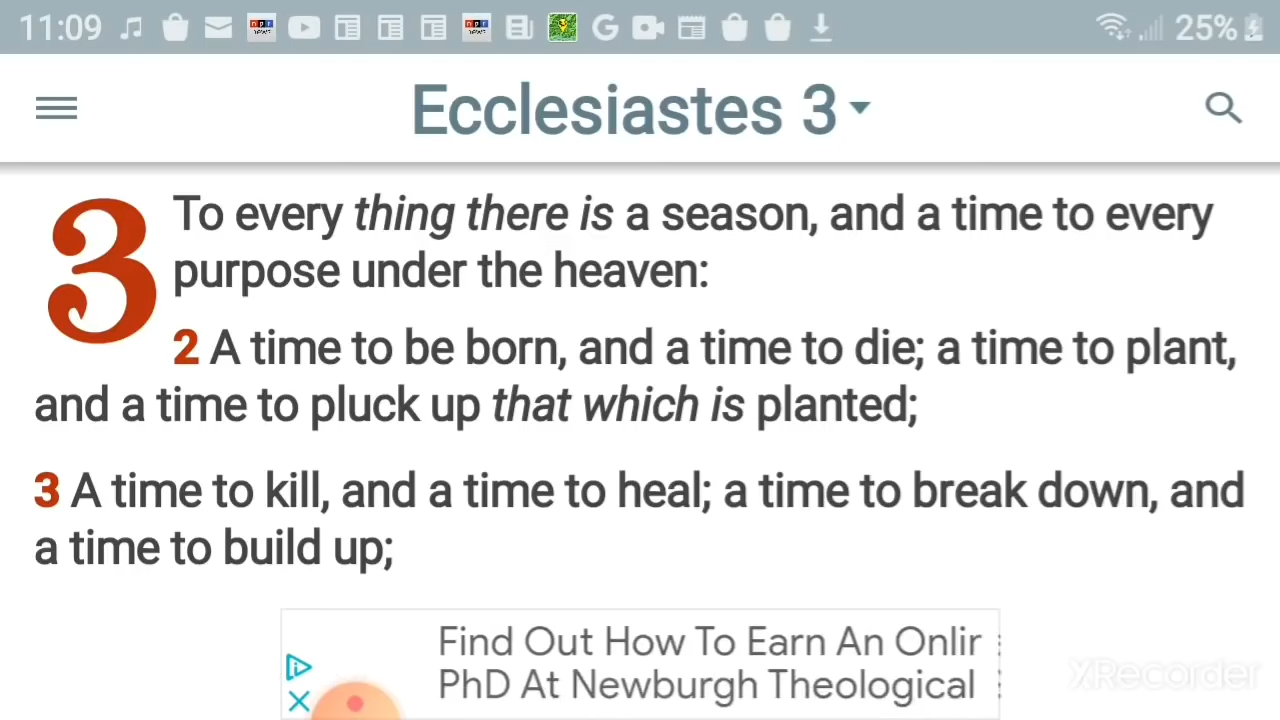 11:09
25%
Ecclesiastes 3
3 To every thing there is a season, and a time to every
purpose under the heaven:
2 A time to be born, and a time to die; a time to plant,
and a time to pluck up that which is planted;
3 A time to kill, and a time to heal; a time to break down, and
a time to build up;
Find Out How To Earn An Onlir
PhD At Newburgh Theological
XRecorder